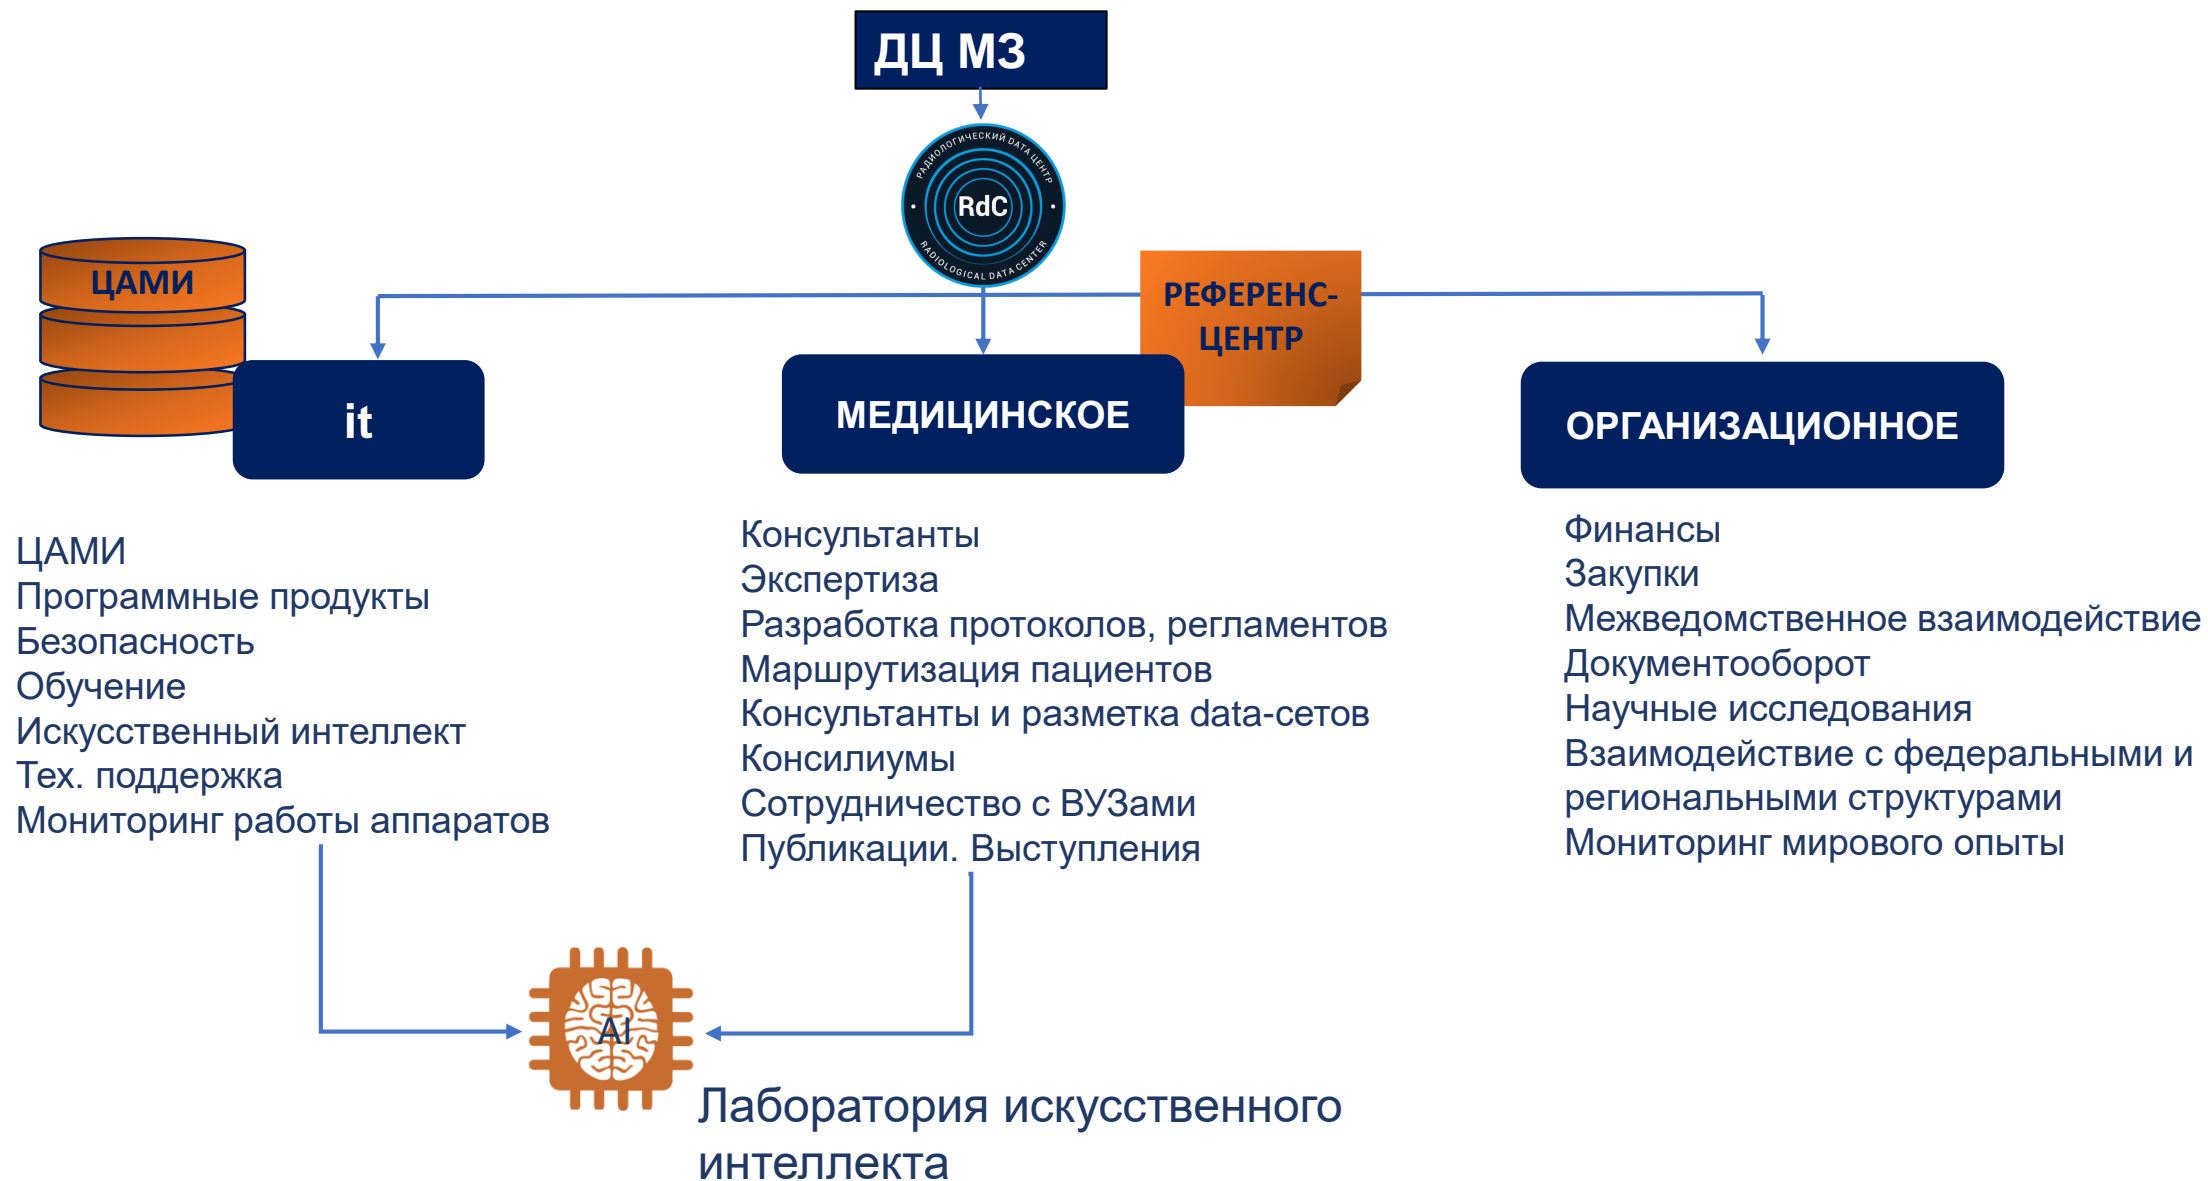 ДЦ МЗ
РАДИОЛОГИЧЕСКИЙ DATA ЦЕНТР
RdC
RADIOLOGICAL DATA CENTER
ЦАМИ
РЕФЕРЕНС-
ЦЕНТР
it
МЕДИЦИНСКОЕ
ОРГАНИЗАЦИОННОЕ
ЦАМИ
Программные продукты
Безопасность
Обучение
Искусственный интеллект
Тех. поддержка
Мониторинг работы аппаратов
Консультанты
Экспертиза
Разработка протоколов, регламентов
Маршрутизация пациентов
Консультанты и разметка data-сетов
Консилиумы
Сотрудничество с ВУЗами
Публикации. Выступления
Финансы
Закупки
Межведомственное взаимодействие
Документооборот
Научные исследования
Взаимодействие с федеральными и
региональными структурами
Мониторинг мирового опыты
AI
Лаборатория искусственного
интеллекта